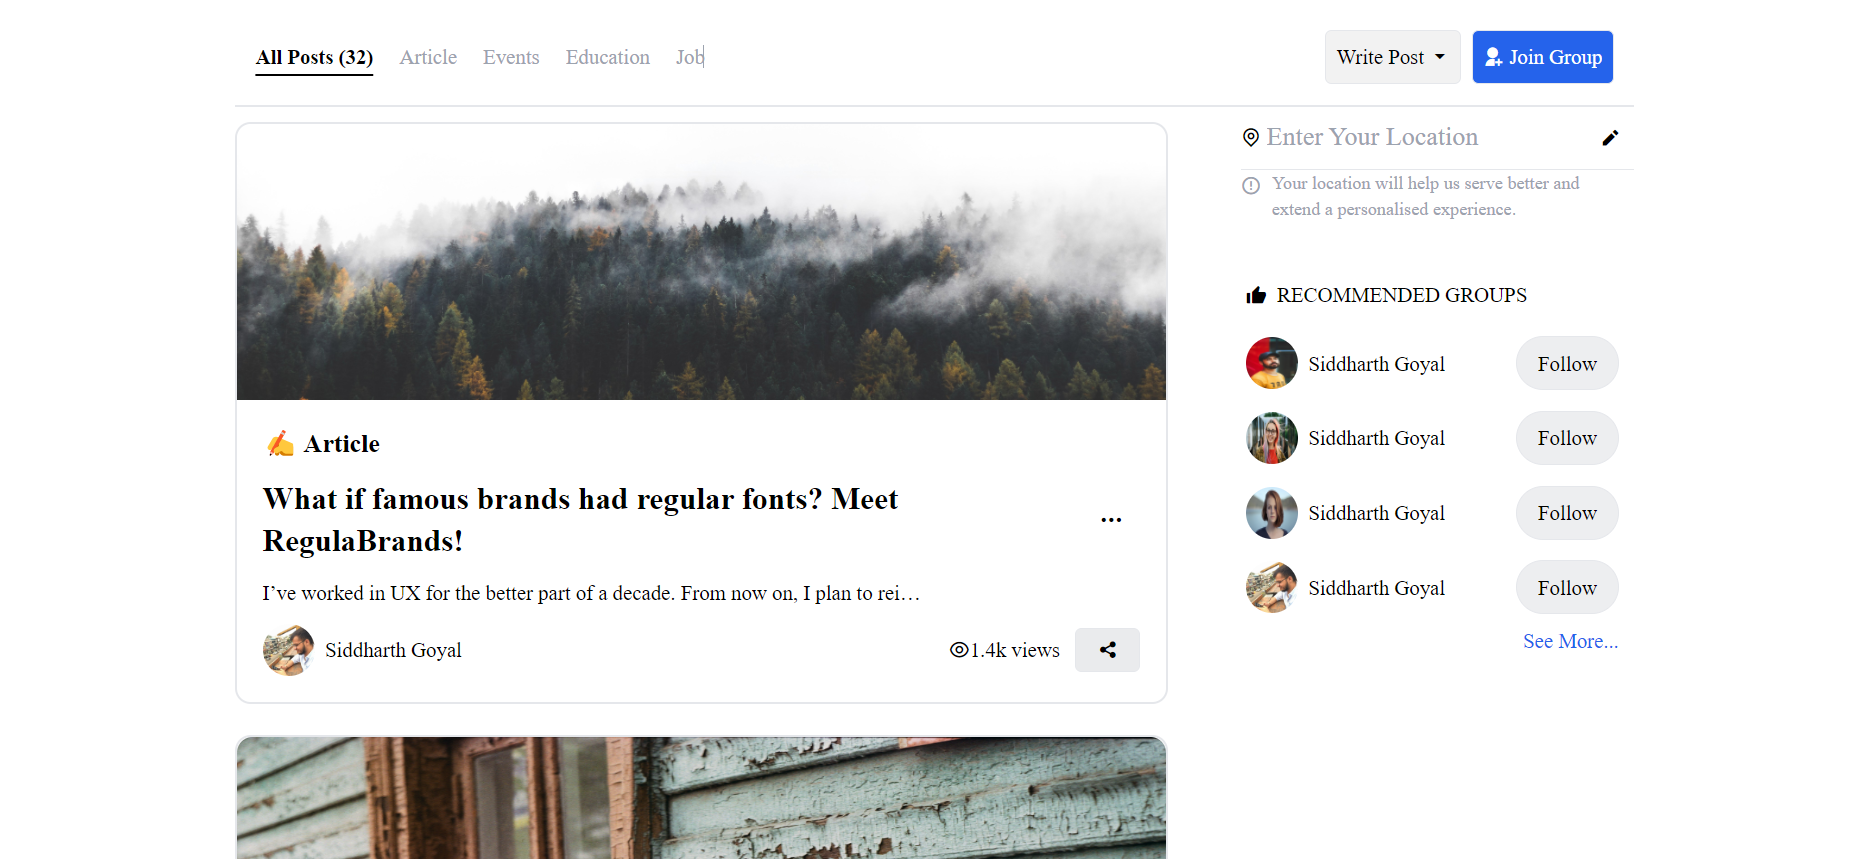 All Posts (32) Article Events Education Job
Write Post Join Group
Enter Your Location
Your location will help us serve better and
extend a personalised experience.
Article
What if famous brands had regular fonts? Meet
RegulaBrands!
I’ve worked in UX for the better part of a decade. From now on, I plan to rei…
Siddharth Goyal
1.4k views
RECOMMENDED GROUPS
Siddharth Goyal Follow
Siddharth Goyal Follow
Siddharth Goyal Follow
Siddharth Goyal Follow
See More...